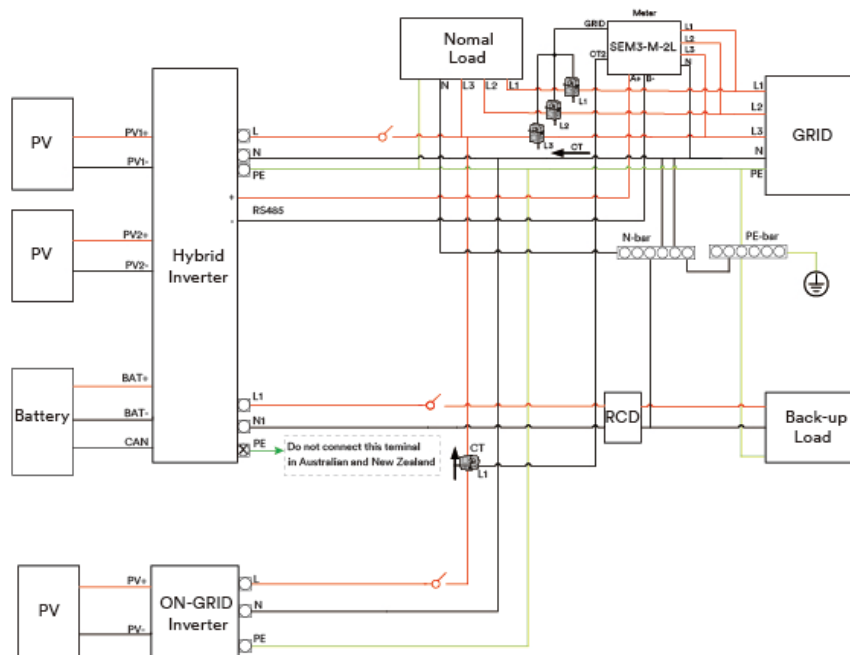 Meter
GRID
SEM3-M-2L
L1
L2
L3
N
CT2
A+ B-
Nomal
Load
N L3 L2 L1
L1
L2
L3
CT
L1
L2
L3
N
PE
GRID
PV
PV1+
PV1-
PV
PV2+
PV2-
Hybrid
Inverter
L
N
PE
+
RS485
-
N-bar
PE-bar
Battery
BAT+
BAT-
CAN
L1
N1
PE
Do not connect this teminal
in Australian and New Zealand
RCD
Back-up
Load
CT
L1
PV
PV+
PV-
ON-GRID
Inverter
L
N
PE